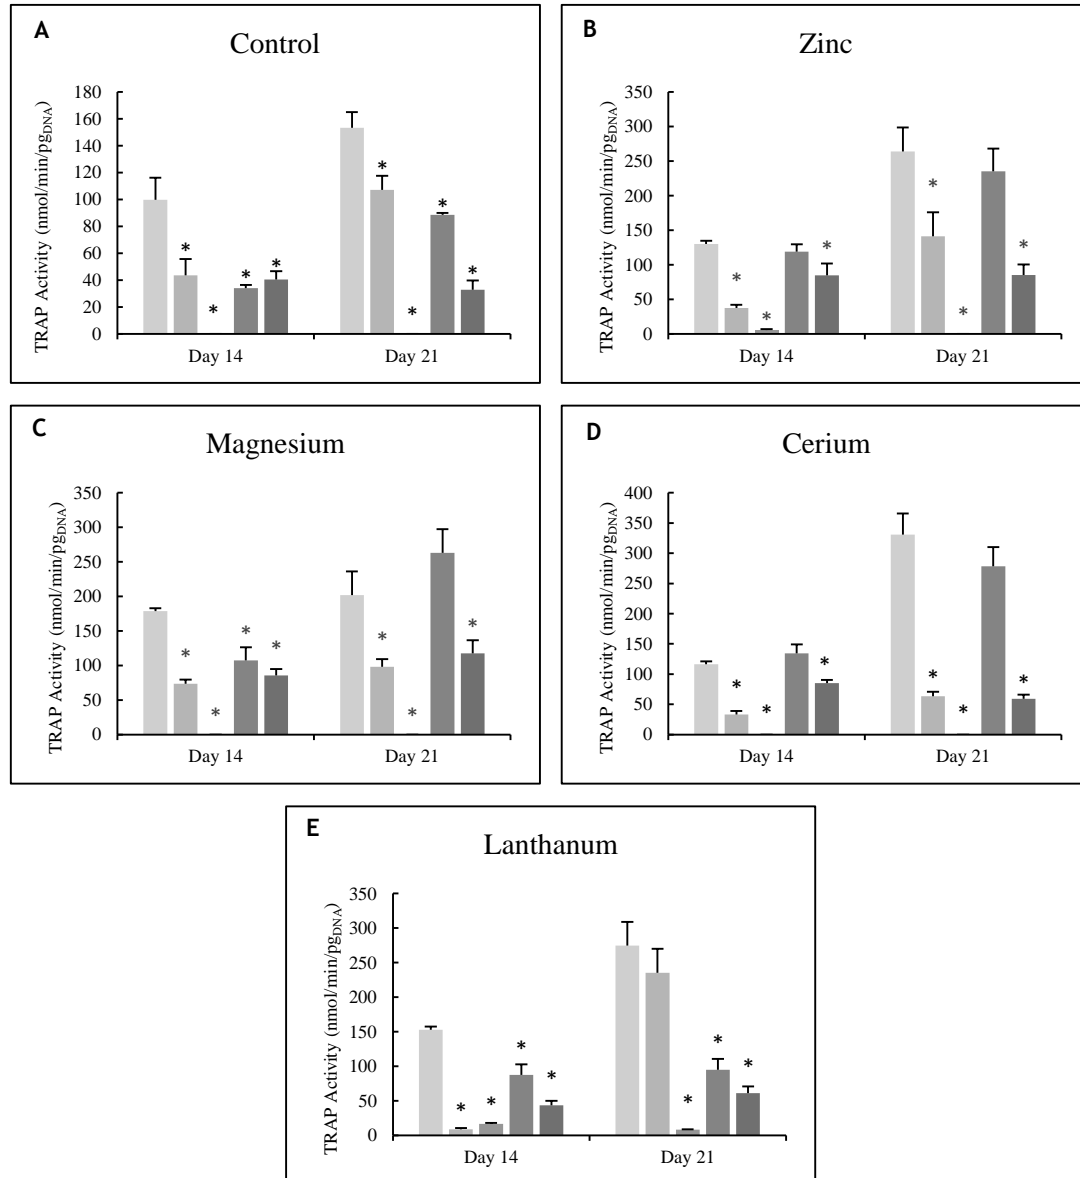 A
Control
TRAP Activity (nmol/min/pgDNA)
180
160
140
120
100
80
60
40
20
0
* * * * * * * *
Day 14 Day 21
B
Zinc
TRAP Activity (nmol/min/pgDNA)
350
300
250
200
150
100
50
0
* * * * * *
Day 14 Day 21
C
Magnesium
TRAP Activity (nmol/min/pgDNA)
350
300
250
200
150
100
50
0
* * * * * * *
Day 14 Day 21
D
Cerium
TRAP Activity (nmol/min/pgDNA)
400
350
300
250
200
150
100
50
0
* * * * * *
Day 14 Day 21
E
Lanthanum
TRAP Activity (nmol/min/pgDNA)
350
300
250
200
150
100
50
0
* * * * * * *
Day 14 Day 21